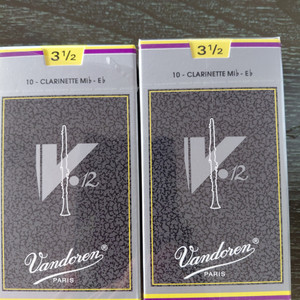 3 1/2
10 - CLARINETTE Mi♭ - E♭
V.12
Vandoren®
PARIS
3 1/2
10 - CLARINETTE Mi♭ - E♭
V.12
Vandoren®
PARIS